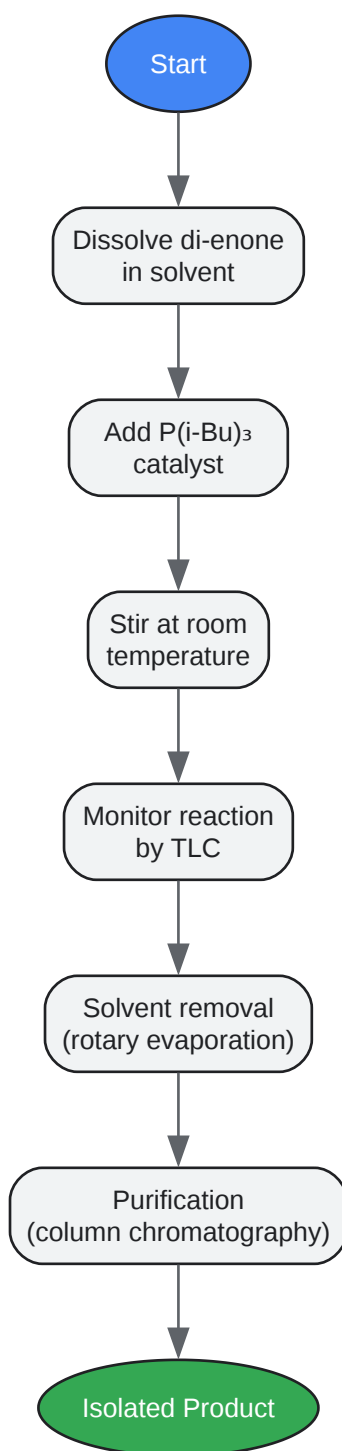 Start
Dissolve di-enone
in solvent
Add P(i-Bu)₃
catalyst
Stir at room
temperature
Monitor reaction
by TLC
Solvent removal
(rotary evaporation)
Purification
(column chromatography)
Isolated Product